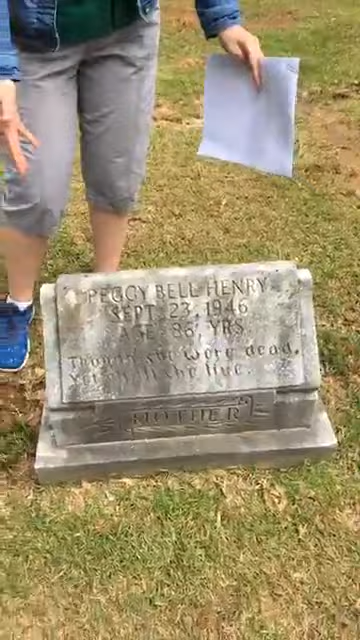 PEGGY BELL HENRY
SEPT. 23, 1946
AGE 86 YRS.
Though she were dead,
Yet shall she live.
MOTHER